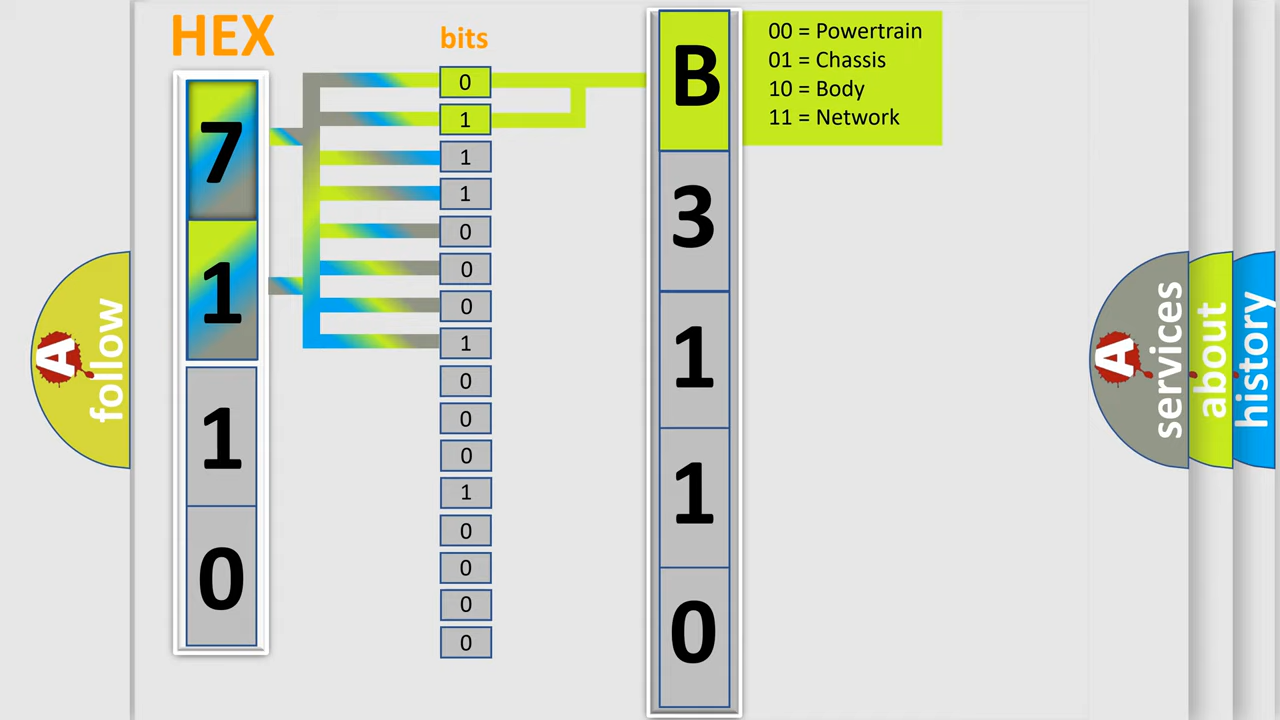 HEX
bits
7
1
1
0
0
1
1
1
0
0
0
1
0
0
0
1
0
0
0
0
B
3
1
1
0
00 = Powertrain
01 = Chassis
10 = Body
11 = Network
A
follow
A
services
about
history